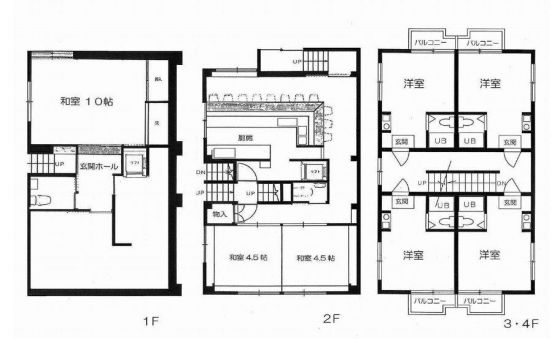 和室 10帖
押入
床
UP
玄関ホール
リフト
1F
UP
厨房
DN
UP
UP
リフト
物入
和室 4.5帖
和室 4.5帖
2F
バルコニー
バルコニー
洋室
洋室
玄関
UB
UB
玄関
UP
DN
玄関
UB
UB
玄関
洋室
洋室
バルコニー
バルコニー
3・4F